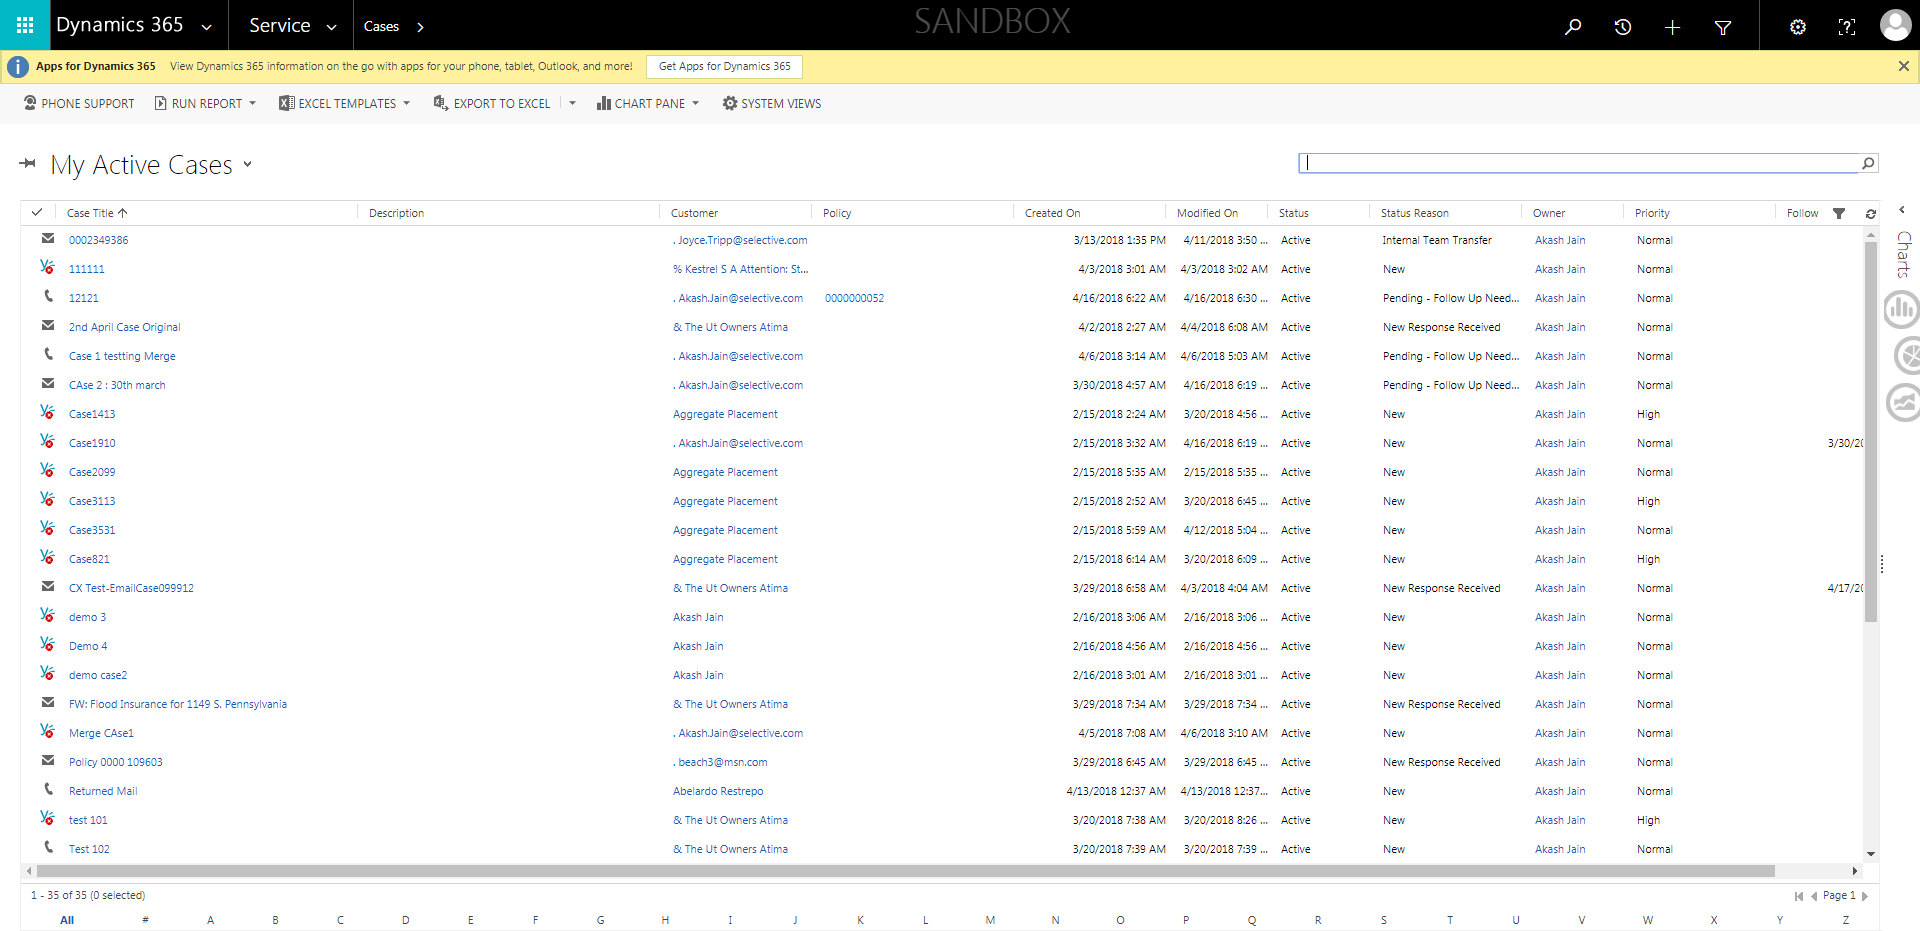 Dynamics 365 Service Cases SANDBOX
Apps for Dynamics 365 View Dynamics 365 information on the go with apps for your phone, tablet, Outlook, and more! Get Apps for Dynamics 365
PHONE SUPPORT RUN REPORT EXCEL TEMPLATES EXPORT TO EXCEL CHART PANE SYSTEM VIEWS
My Active Cases
Case Title Description Customer Policy Created On Modified On Status Status Reason Owner Priority Follow
0002349386 . Joyce.Tripp@selective.com 3/13/2018 1:35 PM 4/11/2018 3:50 ... Active Internal Team Transfer Akash Jain Normal
111111 % Kestrel S A Attention: St... 4/3/2018 3:01 AM 4/3/2018 3:02 AM Active New Akash Jain Normal
12121 . Akash.Jain@selective.com 0000000052 4/16/2018 6:22 AM 4/16/2018 6:30 ... Active Pending - Follow Up Need... Akash Jain Normal
2nd April Case Original & The Ut Owners Atima 4/2/2018 2:27 AM 4/4/2018 6:08 AM Active New Response Received Akash Jain Normal
Case 1 testting Merge . Akash.Jain@selective.com 4/6/2018 3:14 AM 4/6/2018 5:03 AM Active Pending - Follow Up Need... Akash Jain Normal
CAse 2 : 30th march . Akash.Jain@selective.com 3/30/2018 4:57 AM 4/16/2018 6:19 ... Active Pending - Follow Up Need... Akash Jain Normal
Case1413 Aggregate Placement 2/15/2018 2:24 AM 3/20/2018 4:56 ... Active New Akash Jain High
Case1910 . Akash.Jain@selective.com 2/15/2018 3:32 AM 4/16/2018 6:19 ... Active New Akash Jain Normal 3/30/20
Case2099 Aggregate Placement 2/15/2018 5:35 AM 2/15/2018 5:35 ... Active New Akash Jain Normal
Case3113 Aggregate Placement 2/15/2018 2:52 AM 3/20/2018 6:45 ... Active New Akash Jain High
Case3531 Aggregate Placement 2/15/2018 5:59 AM 4/12/2018 5:04 ... Active New Akash Jain Normal
Case821 Aggregate Placement 2/15/2018 6:14 AM 3/20/2018 6:09 ... Active New Akash Jain High
CX Test-EmailCase099912 & The Ut Owners Atima 3/29/2018 6:58 AM 4/3/2018 4:04 AM Active New Response Received Akash Jain Normal 4/17/20
demo 3 Akash Jain 2/16/2018 3:06 AM 2/16/2018 3:06 ... Active New Akash Jain Normal
Demo 4 Akash Jain 2/16/2018 4:56 AM 2/16/2018 4:56 ... Active New Akash Jain Normal
demo case2 Akash Jain 2/16/2018 3:01 AM 2/16/2018 3:01 ... Active New Akash Jain Normal
FW: Flood Insurance for 1149 S. Pennsylvania & The Ut Owners Atima 3/29/2018 7:34 AM 3/29/2018 7:34 ... Active New Response Received Akash Jain Normal
Merge CAse1 . Akash.Jain@selective.com 4/5/2018 7:08 AM 4/6/2018 3:10 AM Active New Akash Jain Normal
Policy 0000 109603 . beach3@msn.com 3/29/2018 6:45 AM 3/29/2018 6:45 ... Active New Response Received Akash Jain Normal
Returned Mail Abelardo Restrepo 4/13/2018 12:37 AM 4/13/2018 12:37... Active New Akash Jain Normal
test 101 & The Ut Owners Atima 3/20/2018 7:38 AM 3/20/2018 8:26 ... Active New Akash Jain High
Test 102 & The Ut Owners Atima 3/20/2018 7:39 AM 3/20/2018 7:39 ... Active New Akash Jain Normal
Charts
1 - 35 of 35 (0 selected) Page 1
All # A B C D E F G H I J K L M N O P Q R S T U V W X Y Z